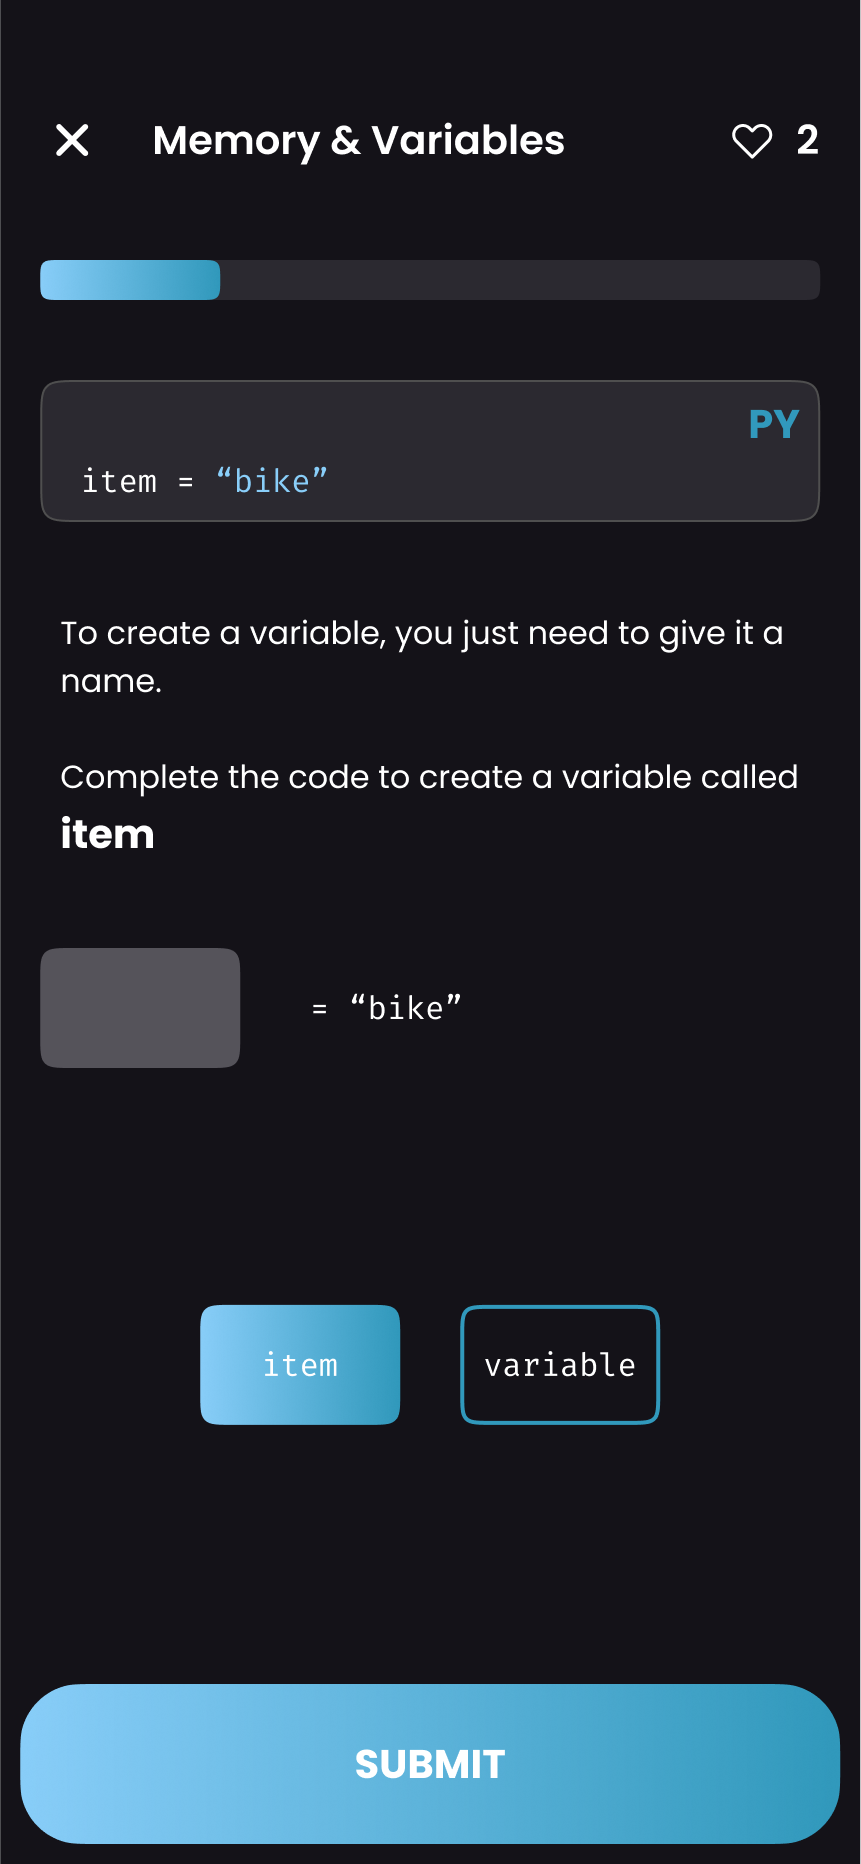 Memory & Variables 2
PY
item = “bike”
To create a variable, you just need to give it a
name.
Complete the code to create a variable called
item
= “bike”
item variable
SUBMIT